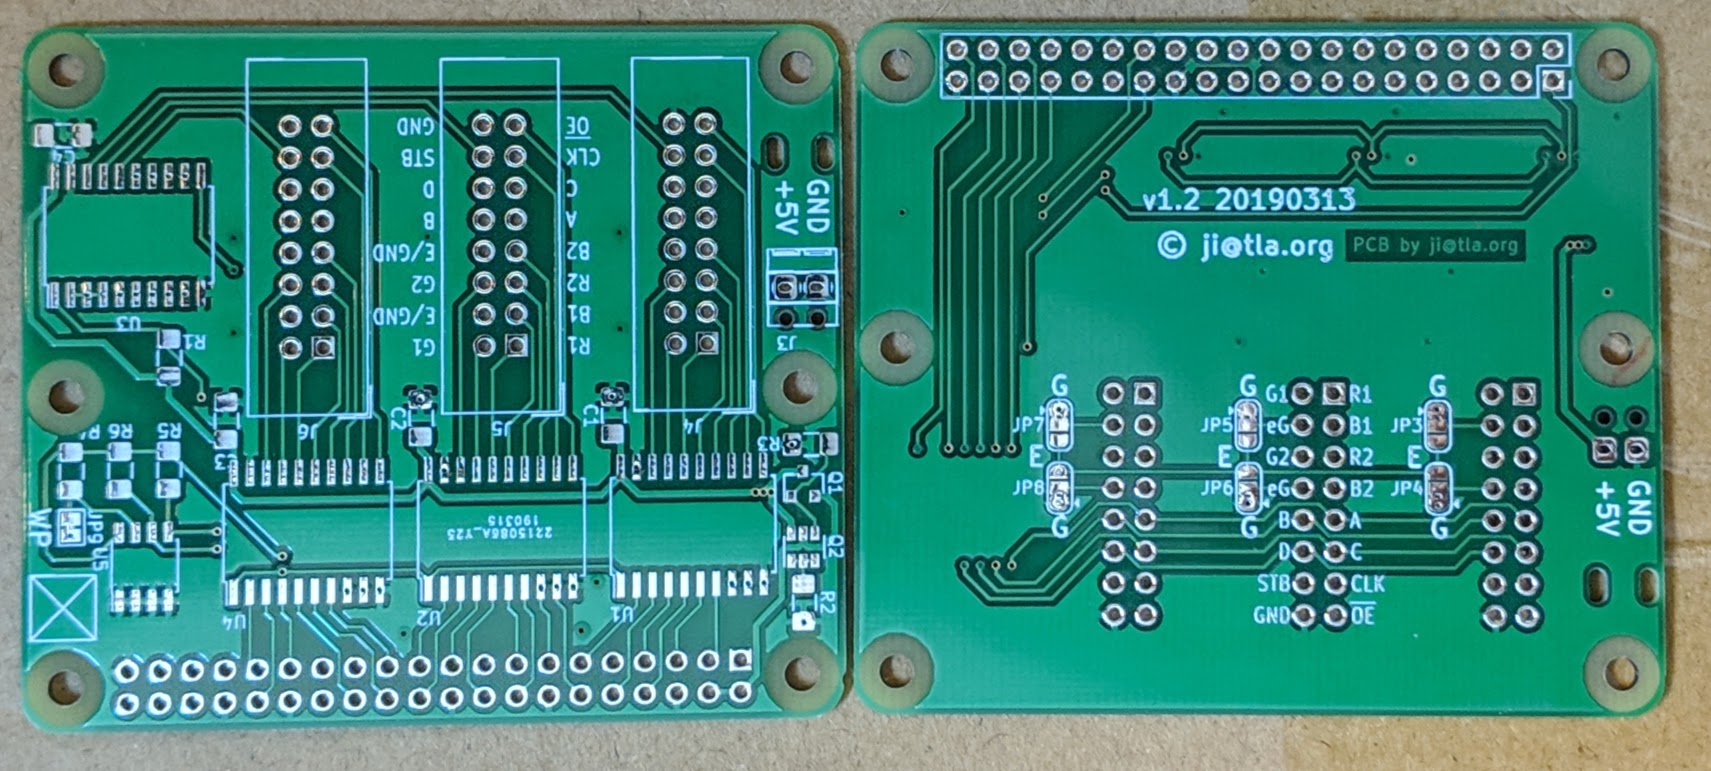 C4
GND
STB
D
B
E/GND
G2
E/GND
G1
OE
CLK
C
A
B2
R2
B1
R1
+5V
GND
J3
U3
R1
J6
J5
J4
C3
C2
C1
R3
R6
R5
Q1
Q2
R2
WP
JP9
U5
U4
U2
U1
2215086A_Y25
190315
v1.2 20190313
© ji@tla.org
PCB by ji@tla.org
G
G
G
JP7
JP5
JP3
E
E
E
JP8
JP6
JP4
G
G
G
G1 R1
eG B1
G2 R2
eG B2
B A
D C
STB CLK
GND OE
+5V
GND